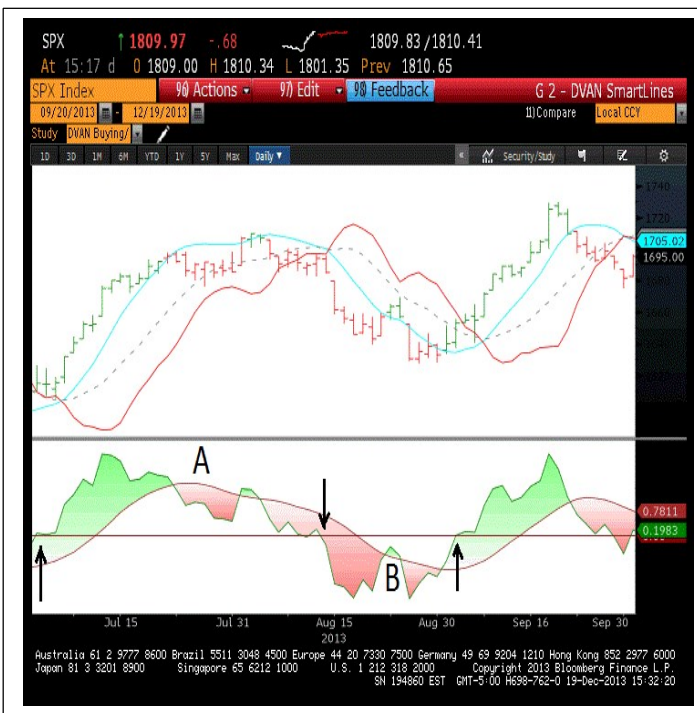 SPX ↑ 1809.97 -.68 1809.83/1810.41
At 15:17 d O 1809.00 H 1810.34 L 1801.35 Prev 1810.65
SPX Index 96) Actions 97) Edit 98) Feedback G 2 - DVAN SmartLines
09/20/2013 - 12/19/2013 11) Compare Local CCY
Study DVAN Buying/
1D 3D 1M 6M YTD 1Y 5Y Max Daily ▼ « Security/Study
1740
1720
1705.02
1695.00
A
B
0.7811
0.1983
Jul 15 Jul 31 Aug 15 Aug 30 Sep 16 Sep 30
2013
Australia 61 2 9777 8600 Brazil 5511 3048 4500 Europe 44 20 7330 7500 Germany 49 69 9204 1210 Hong Kong 852 2977 6000
Japan 81 3 3201 8900 Singapore 65 6212 1000 U.S. 1 212 318 2000 Copyright 2013 Bloomberg Finance L.P.
SN 194860 EST GMT-5:00 H698-762-0 19-Dec-2013 15:32:20